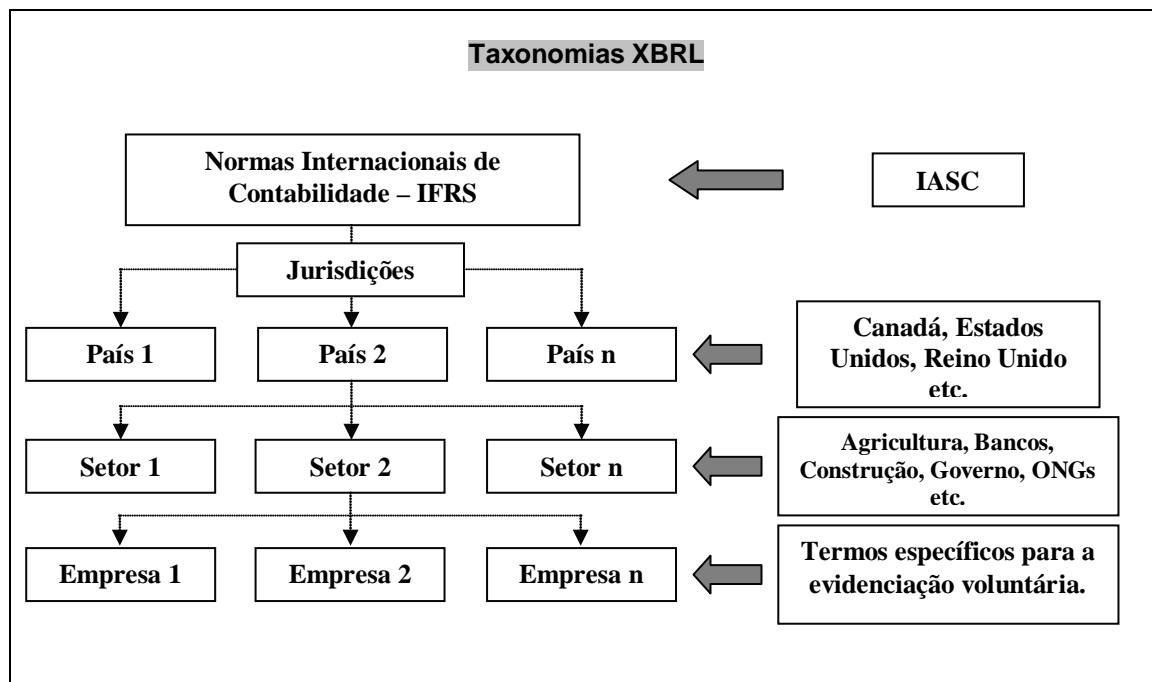 Taxonomias XBRL
Normas Internacionais de
Contabilidade – IFRS
IASC
Jurisdições
País 1
País 2
País n
Canadá, Estados
Unidos, Reino Unido
etc.
Setor 1
Setor 2
Setor n
Agricultura, Bancos,
Construção, Governo, ONGs
etc.
Empresa 1
Empresa 2
Empresa n
Termos específicos para a
evidenciação voluntária.